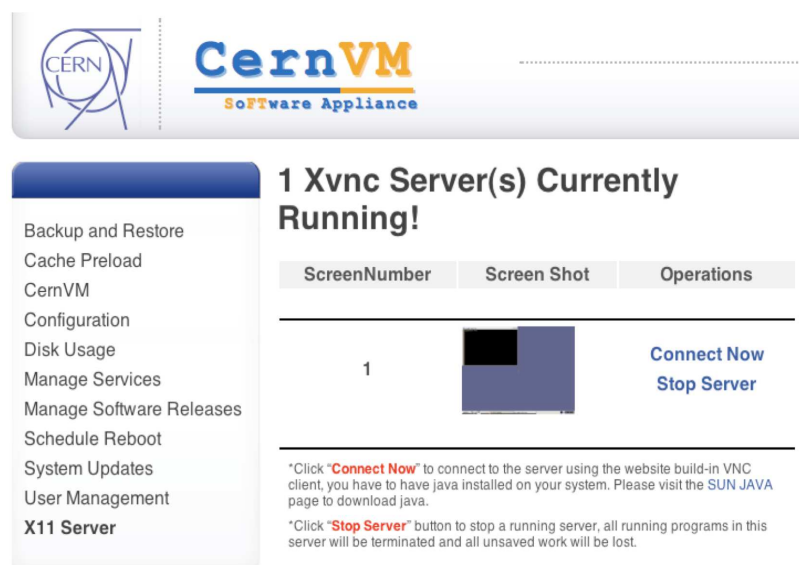 CERN
CernVM
SoFTware Appliance
Backup and Restore
Cache Preload
CernVM
Configuration
Disk Usage
Manage Services
Manage Software Releases
Schedule Reboot
System Updates
User Management
X11 Server
1 Xvnc Server(s) Currently
Running!
ScreenNumber Screen Shot Operations
1
Connect Now
Stop Server
*Click “Connect Now” to connect to the server using the website build-in VNC
client, you have to have java installed on your system. Please visit the SUN JAVA
page to download java.
*Click “Stop Server” button to stop a running server, all running programs in this
server will be terminated and all unsaved work will be lost.